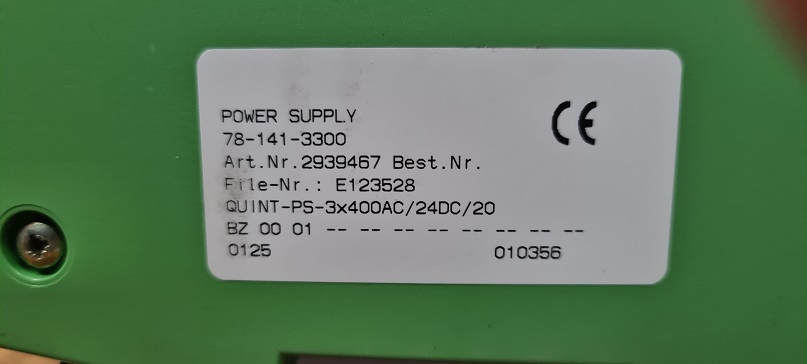 POWER SUPPLY
78-141-3300
Art.Nr.2939467 Best.Nr.
File-Nr.: E123528
QUINT-PS-3x400AC/24DC/20
BZ 00 01 -- -- -- -- -- -- -- --
0125 010356
CE